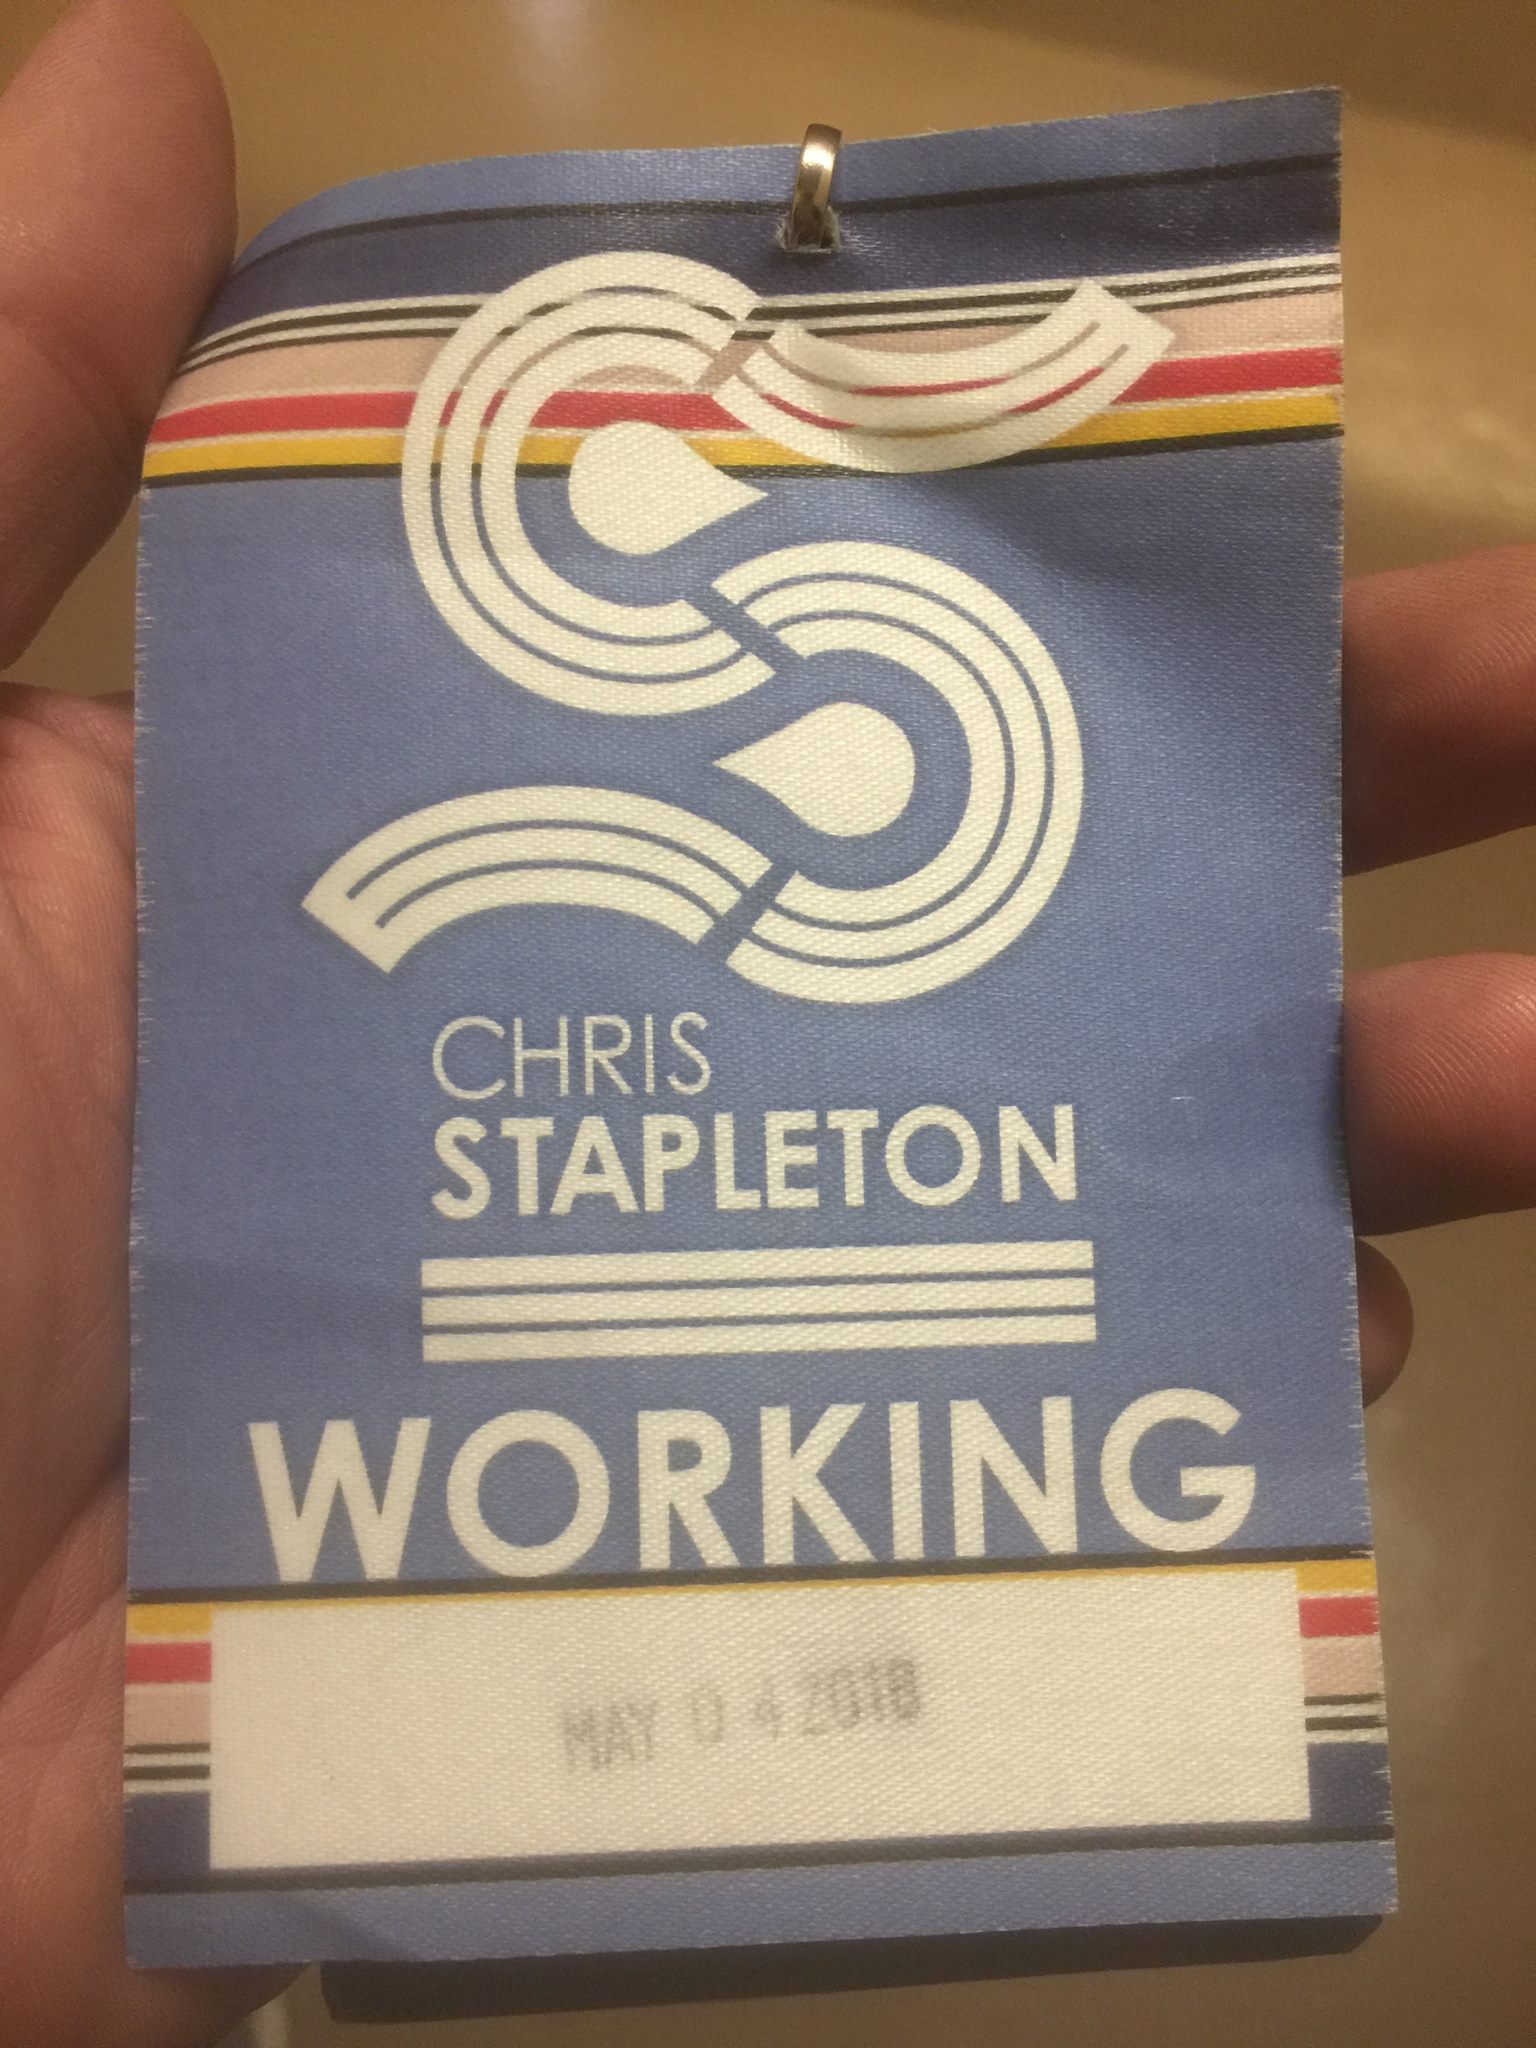 CHRIS
STAPLETON
WORKING
MAY 0 4 2018